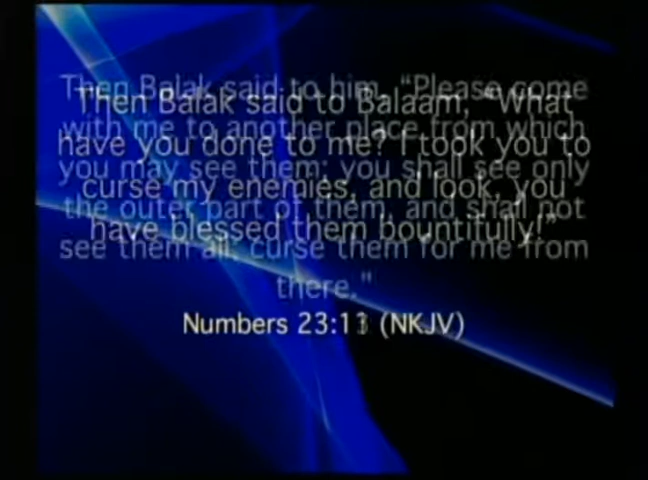 Then Balak said to him, "Please come
Then Balak said to Balaam, "What
with me to another place from which
have you done to me? I took you to
you may see them; you shall see only
curse my enemies, and look, you
the outer part of them, and shall not
have blessed them bountifully!"
see them all; curse them for me from
there."
Numbers 23:11 (NKJV)